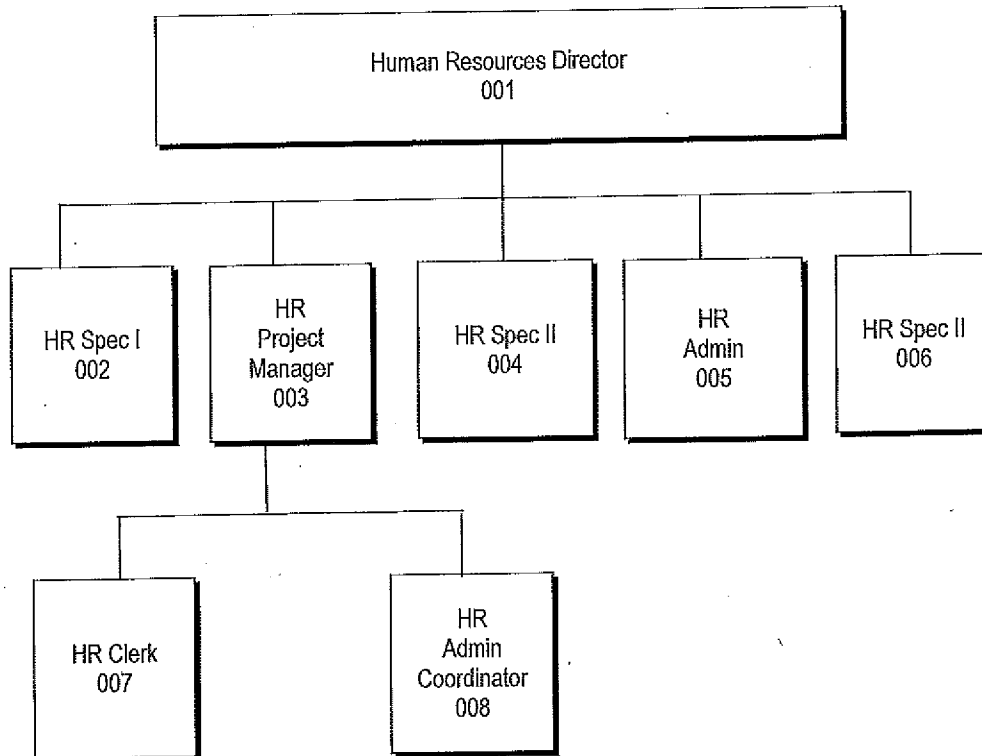 Human Resources Director
001
HR Spec I
002
HR
Project
Manager
003
HR Spec II
004
HR
Admin
005
HR Spec II
006
HR Clerk
007
HR
Admin
Coordinator
008